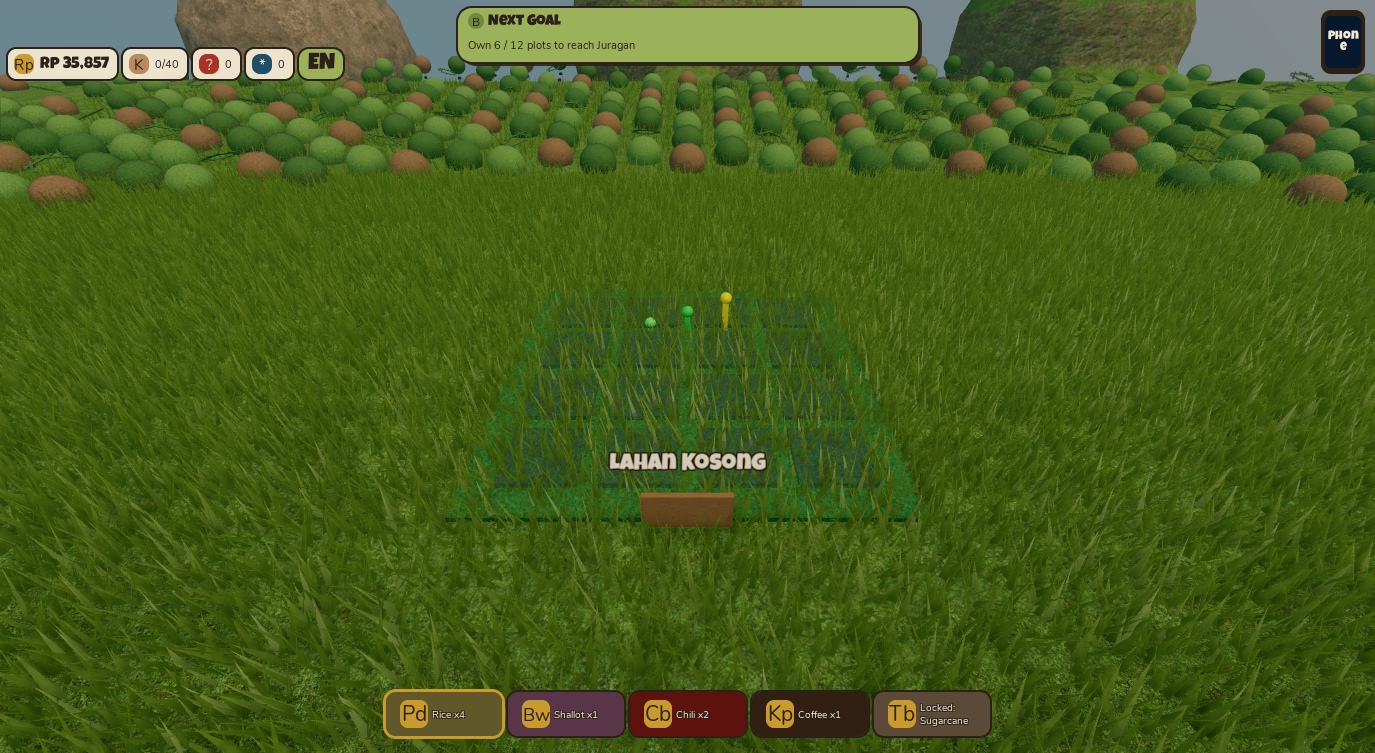 B Next Goal
Own 6 / 12 plots to reach Juragan
Rp RP 35,857
K 0/40
? 0
* 0
EN
Phon
e
Lahan Kosong
Pd Rice x4
Bw Shallot x1
Cb Chili x2
Kp Coffee x1
Tb Locked:
Sugarcane